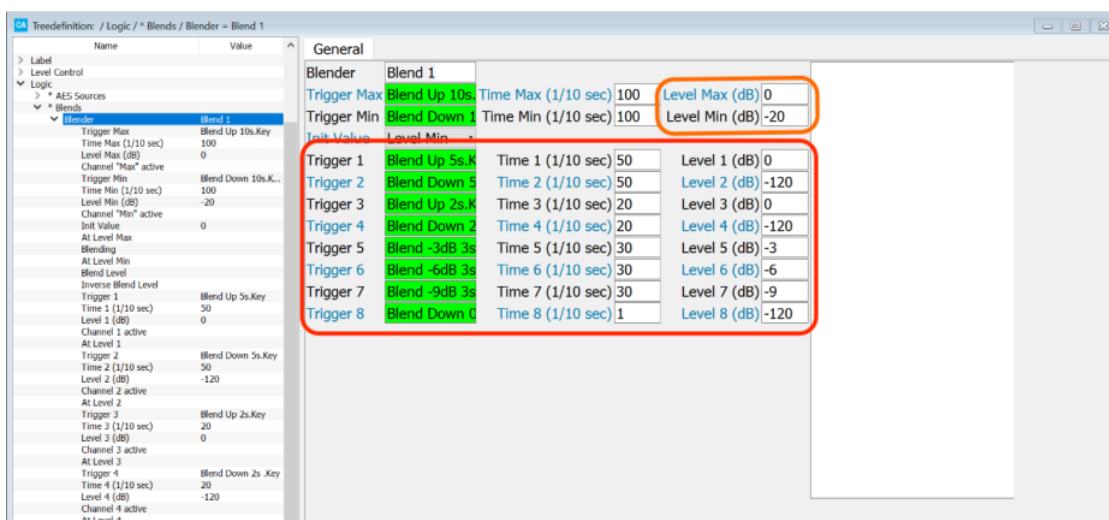 CA Treedefinition: / Logic / * Blends / Blender = Blend 1
Name Value
Label
Level Control
Logic
* AES Sources
* Blends
Blender Blend 1
Trigger Max Blend Up 10s.Key
Time Max (1/10 sec) 100
Level Max (dB) 0
Channel "Max" active
Trigger Min Blend Down 10s.K...
Time Min (1/10 sec) 100
Level Min (dB) -20
Channel "Min" active
Init Value 0
At Level Max
Blending
At Level Min
Blend Level
Inverse Blend Level
Trigger 1 Blend Up 5s.Key
Time 1 (1/10 sec) 50
Level 1 (dB) 0
Channel 1 active
At Level 1
Trigger 2 Blend Down 5s.Key
Time 2 (1/10 sec) 50
Level 2 (dB) -120
Channel 2 active
At Level 2
Trigger 3 Blend Up 2s.Key
Time 3 (1/10 sec) 20
Level 3 (dB) 0
Channel 3 active
At Level 3
Trigger 4 Blend Down 2s .Key
Time 4 (1/10 sec) 20
Level 4 (dB) -120
Channel 4 active
At Level 4
General
Blender Blend 1
Trigger Max Blend Up 10s. Time Max (1/10 sec) 100 Level Max (dB) 0
Trigger Min Blend Down 1 Time Min (1/10 sec) 100 Level Min (dB) -20
Init Value Level Min
Trigger 1 Blend Up 5s.K Time 1 (1/10 sec) 50 Level 1 (dB) 0
Trigger 2 Blend Down 5 Time 2 (1/10 sec) 50 Level 2 (dB) -120
Trigger 3 Blend Up 2s.K Time 3 (1/10 sec) 20 Level 3 (dB) 0
Trigger 4 Blend Down 2 Time 4 (1/10 sec) 20 Level 4 (dB) -120
Trigger 5 Blend -3dB 3s Time 5 (1/10 sec) 30 Level 5 (dB) -3
Trigger 6 Blend -6dB 3s Time 6 (1/10 sec) 30 Level 6 (dB) -6
Trigger 7 Blend -9dB 3s Time 7 (1/10 sec) 30 Level 7 (dB) -9
Trigger 8 Blend Down 0 Time 8 (1/10 sec) 1 Level 8 (dB) -120